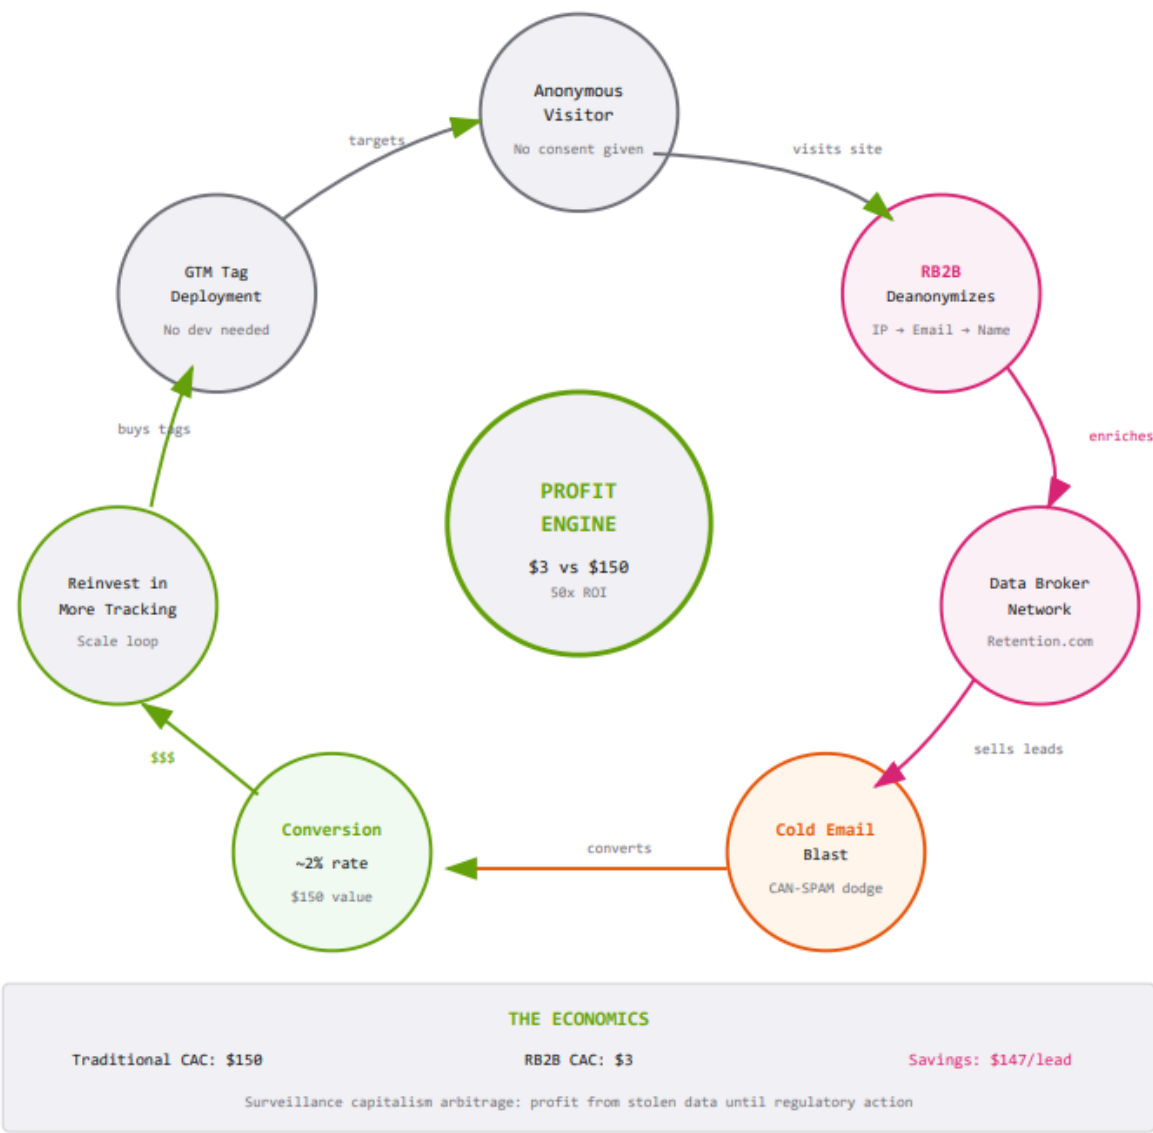 Anonymous
Visitor
No consent given
targets
visits site
GTM Tag
Deployment
No dev needed
RB2B
Deanonymizes
IP → Email → Name
buys tags
enriches
PROFIT
ENGINE
$3 vs $150
50x ROI
Reinvest in
More Tracking
Scale loop
Data Broker
Network
Retention.com
$$$
sells leads
Conversion
~2% rate
$150 value
converts
Cold Email
Blast
CAN-SPAM dodge
THE ECONOMICS
Traditional CAC: $150
RB2B CAC: $3
Savings: $147/lead
Surveillance capitalism arbitrage: profit from stolen data until regulatory action